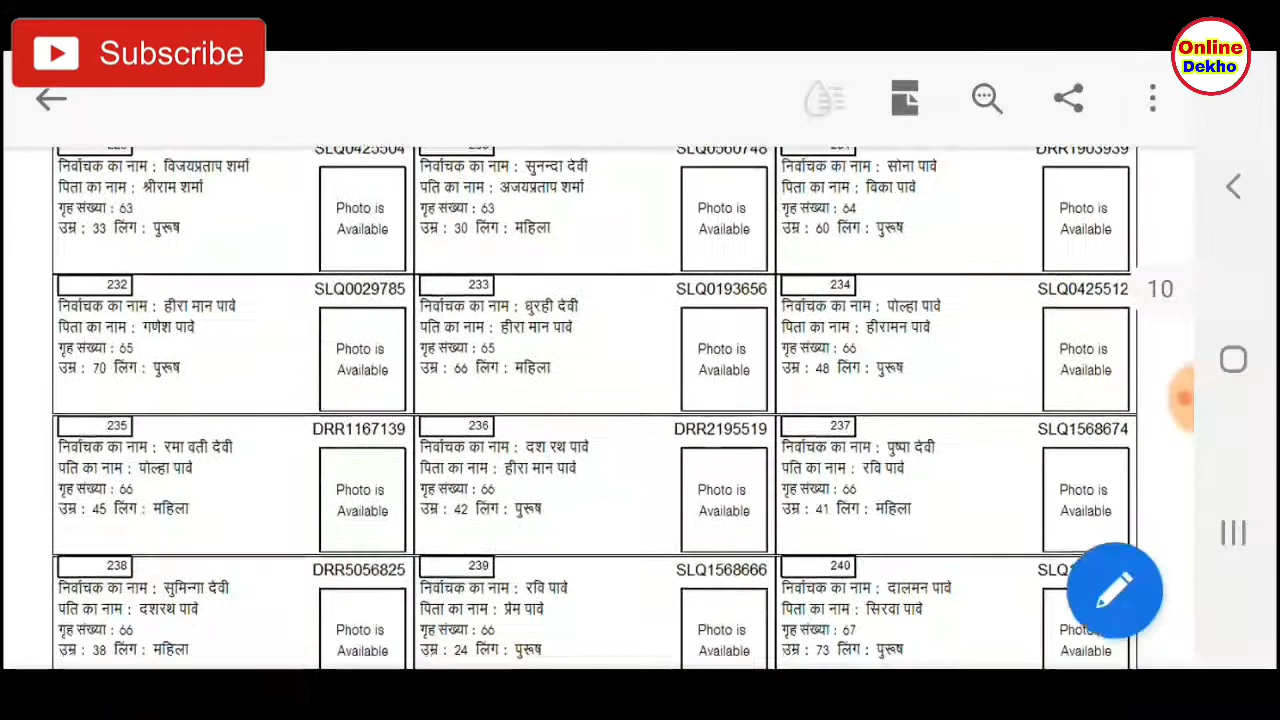 Subscribe
Online
Dekho
SLQ0425504
निर्वाचक का नाम : विजयप्रताप शर्मा
पिता का नाम : श्रीराम शर्मा
गृह संख्या : 63
उम्र : 33 लिंग : पुरूष
Photo is
Available
SLQ0560748
निर्वाचक का नाम : सुनन्दा देवी
पति का नाम : अजयप्रताप शर्मा
गृह संख्या : 63
उम्र : 30 लिंग : महिला
Photo is
Available
DRR1903939
निर्वाचक का नाम : सोना पावे
पिता का नाम : विका पावे
गृह संख्या : 64
उम्र : 60 लिंग : पुरूष
Photo is
Available
232 SLQ0029785
निर्वाचक का नाम : हीरा मान पावे
पिता का नाम : गणेश पावे
गृह संख्या : 65
उम्र : 70 लिंग : पुरूष
Photo is
Available
233 SLQ0193656
निर्वाचक का नाम : धुरही देवी
पति का नाम : हीरा मान पावे
गृह संख्या : 65
उम्र : 66 लिंग : महिला
Photo is
Available
234 SLQ0425512
निर्वाचक का नाम : पोल्हा पावे
पिता का नाम : हीरामन पावे
गृह संख्या : 66
उम्र : 48 लिंग : पुरूष
Photo is
Available
10
235 DRR1167139
निर्वाचक का नाम : रमा वती देवी
पति का नाम : पोल्हा पावे
गृह संख्या : 66
उम्र : 45 लिंग : महिला
Photo is
Available
236 DRR2195519
निर्वाचक का नाम : दश रथ पावे
पिता का नाम : हीरा मान पावे
गृह संख्या : 66
उम्र : 42 लिंग : पुरूष
Photo is
Available
237 SLQ1568674
निर्वाचक का नाम : पुष्पा देवी
पति का नाम : रवि पावे
गृह संख्या : 66
उम्र : 41 लिंग : महिला
Photo is
Available
238 DRR5056825
निर्वाचक का नाम : सुमिन्गा देवी
पति का नाम : दशरथ पावे
गृह संख्या : 66
उम्र : 38 लिंग : महिला
Photo is
Available
239 SLQ1568666
निर्वाचक का नाम : रवि पावे
पिता का नाम : प्रेम पावे
गृह संख्या : 66
उम्र : 24 लिंग : पुरूष
Photo is
Available
240
निर्वाचक का नाम : दालमन पावे
पिता का नाम : सिरवा पावे
गृह संख्या : 67
उम्र : 73 लिंग : पुरूष
Available